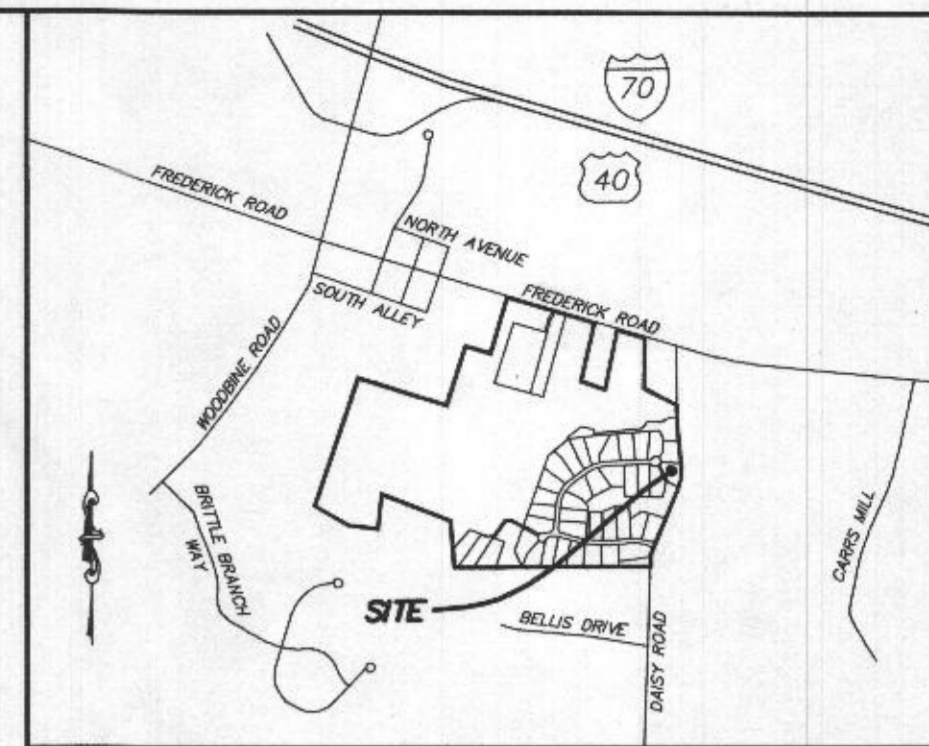 70
40
FREDERICK ROAD
NORTH AVENUE
SOUTH ALLEY
FREDERICK ROAD
WOODBINE ROAD
BRITTLE BRANCH
WAY
SITE
BELLIS DRIVE
DAISY ROAD
CARRS MILL